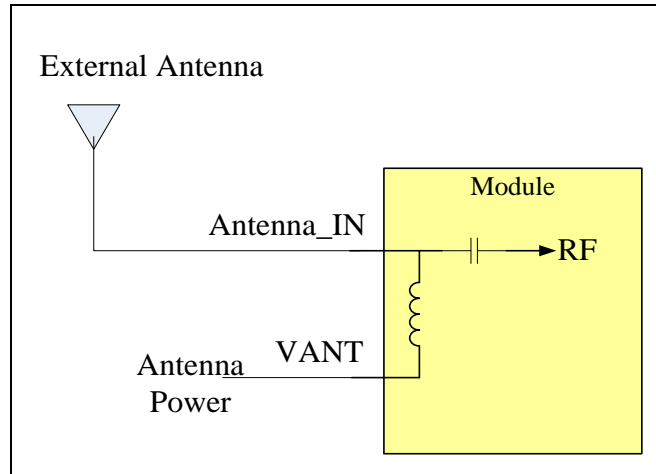 External Antenna
Module
Antenna_IN
RF
VANT
Antenna
Power